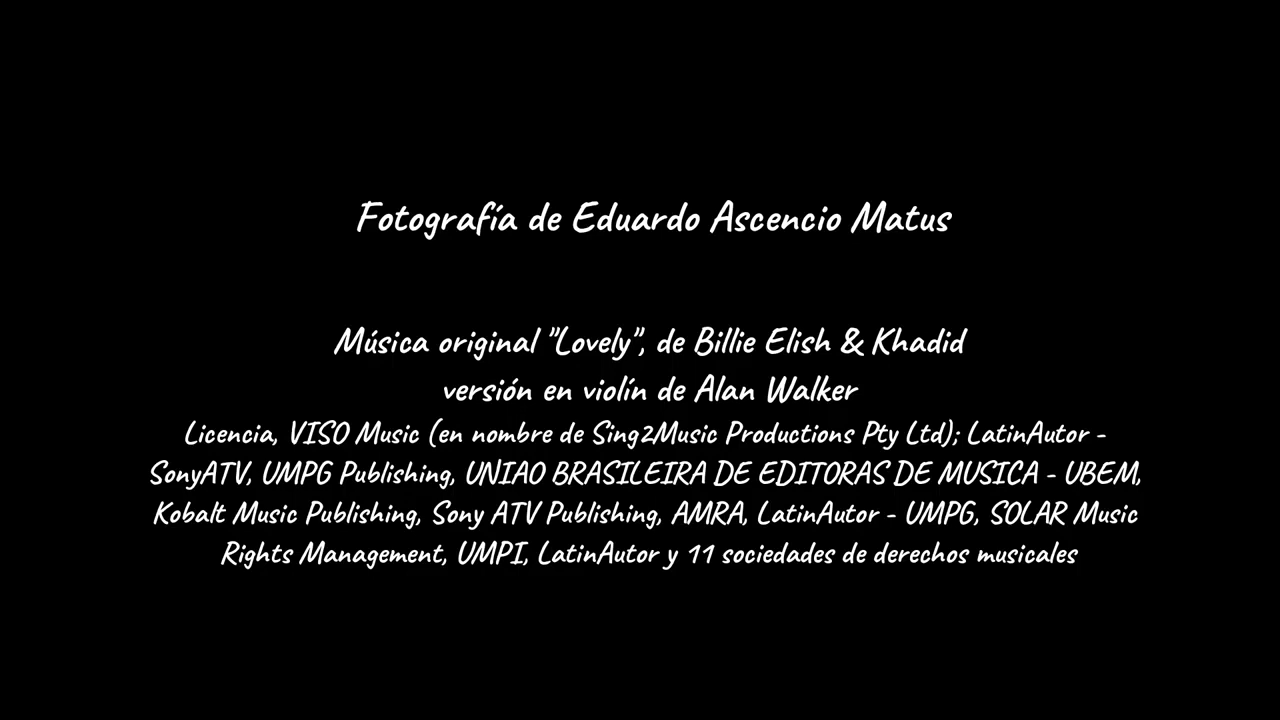 Fotografía de Eduardo Ascencio Matus
Música original "Lovely", de Billie Elish & Khadid
versión en violín de Alan Walker
Licencia, VISO Music (en nombre de Sing2Music Productions Pty Ltd); LatinAutor -
SonyATV, UMPG Publishing, UNIAO BRASILEIRA DE EDITORAS DE MUSICA - UBEM,
Kobalt Music Publishing, Sony ATV Publishing, AMRA, LatinAutor - UMPG, SOLAR Music
Rights Management, UMPI, LatinAutor y 11 sociedades de derechos musicales